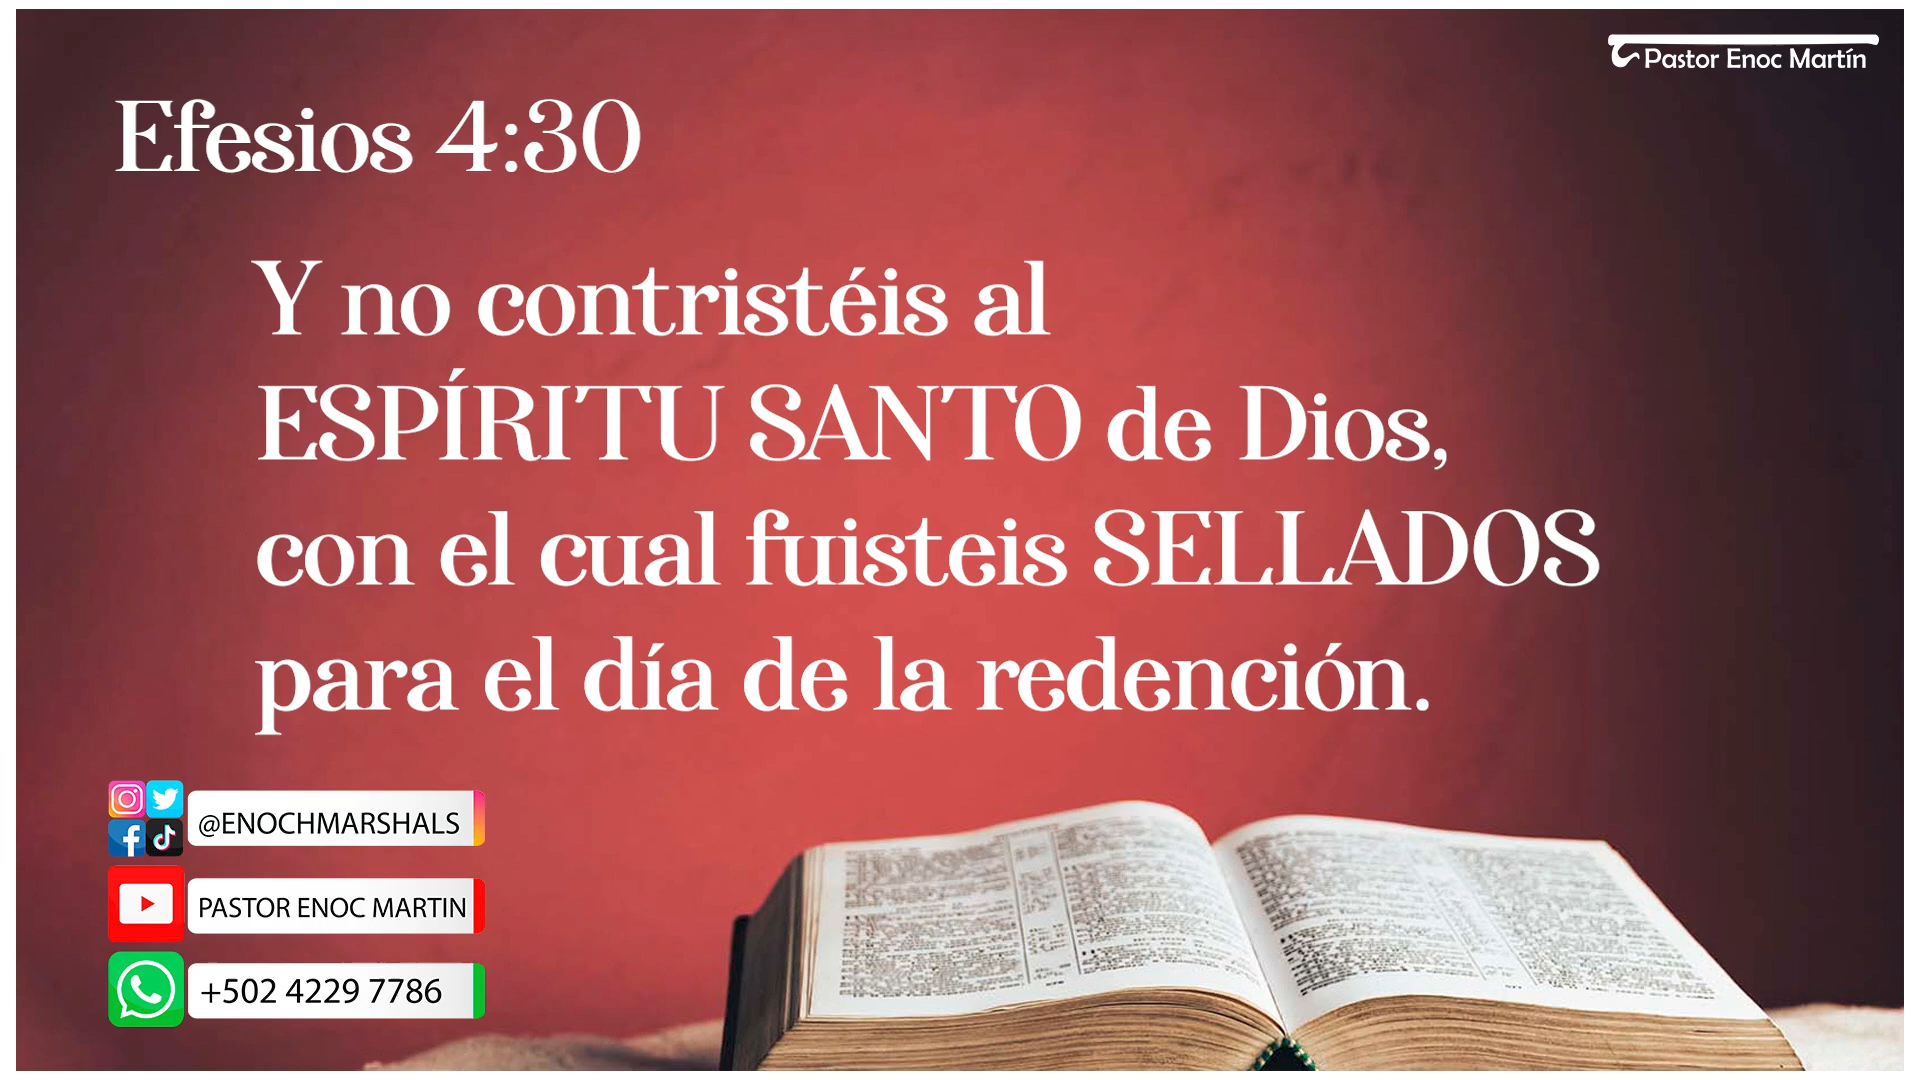 Pastor Enoc Martín
Efesios 4:30
Y no contristéis al
ESPÍRITU SANTO de Dios,
con el cual fuisteis SELLADOS
para el día de la redención.
@ENOCHMARSHALS
PASTOR ENOC MARTIN
+502 4229 7786